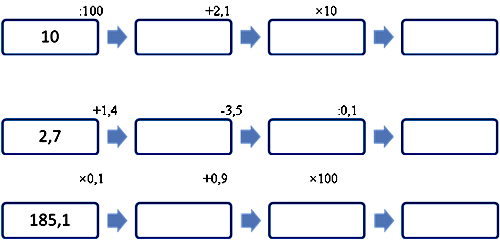 :100 +2,1 ×10
10
+1,4 -3,5 :0,1
2,7
×0,1 +0,9 ×100
185,1